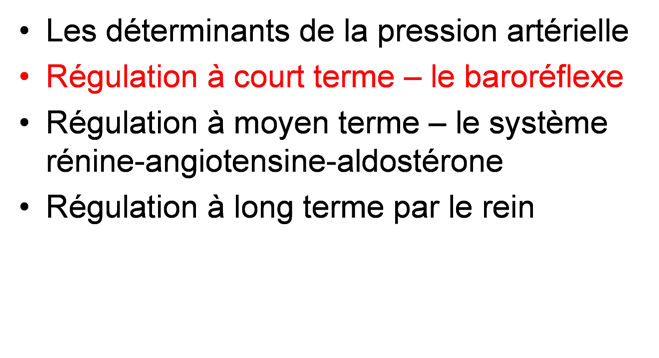 • Les déterminants de la pression artérielle
• Régulation à court terme – le baroréflexe
• Régulation à moyen terme – le système
rénine-angiotensine-aldostérone
• Régulation à long terme par le rein